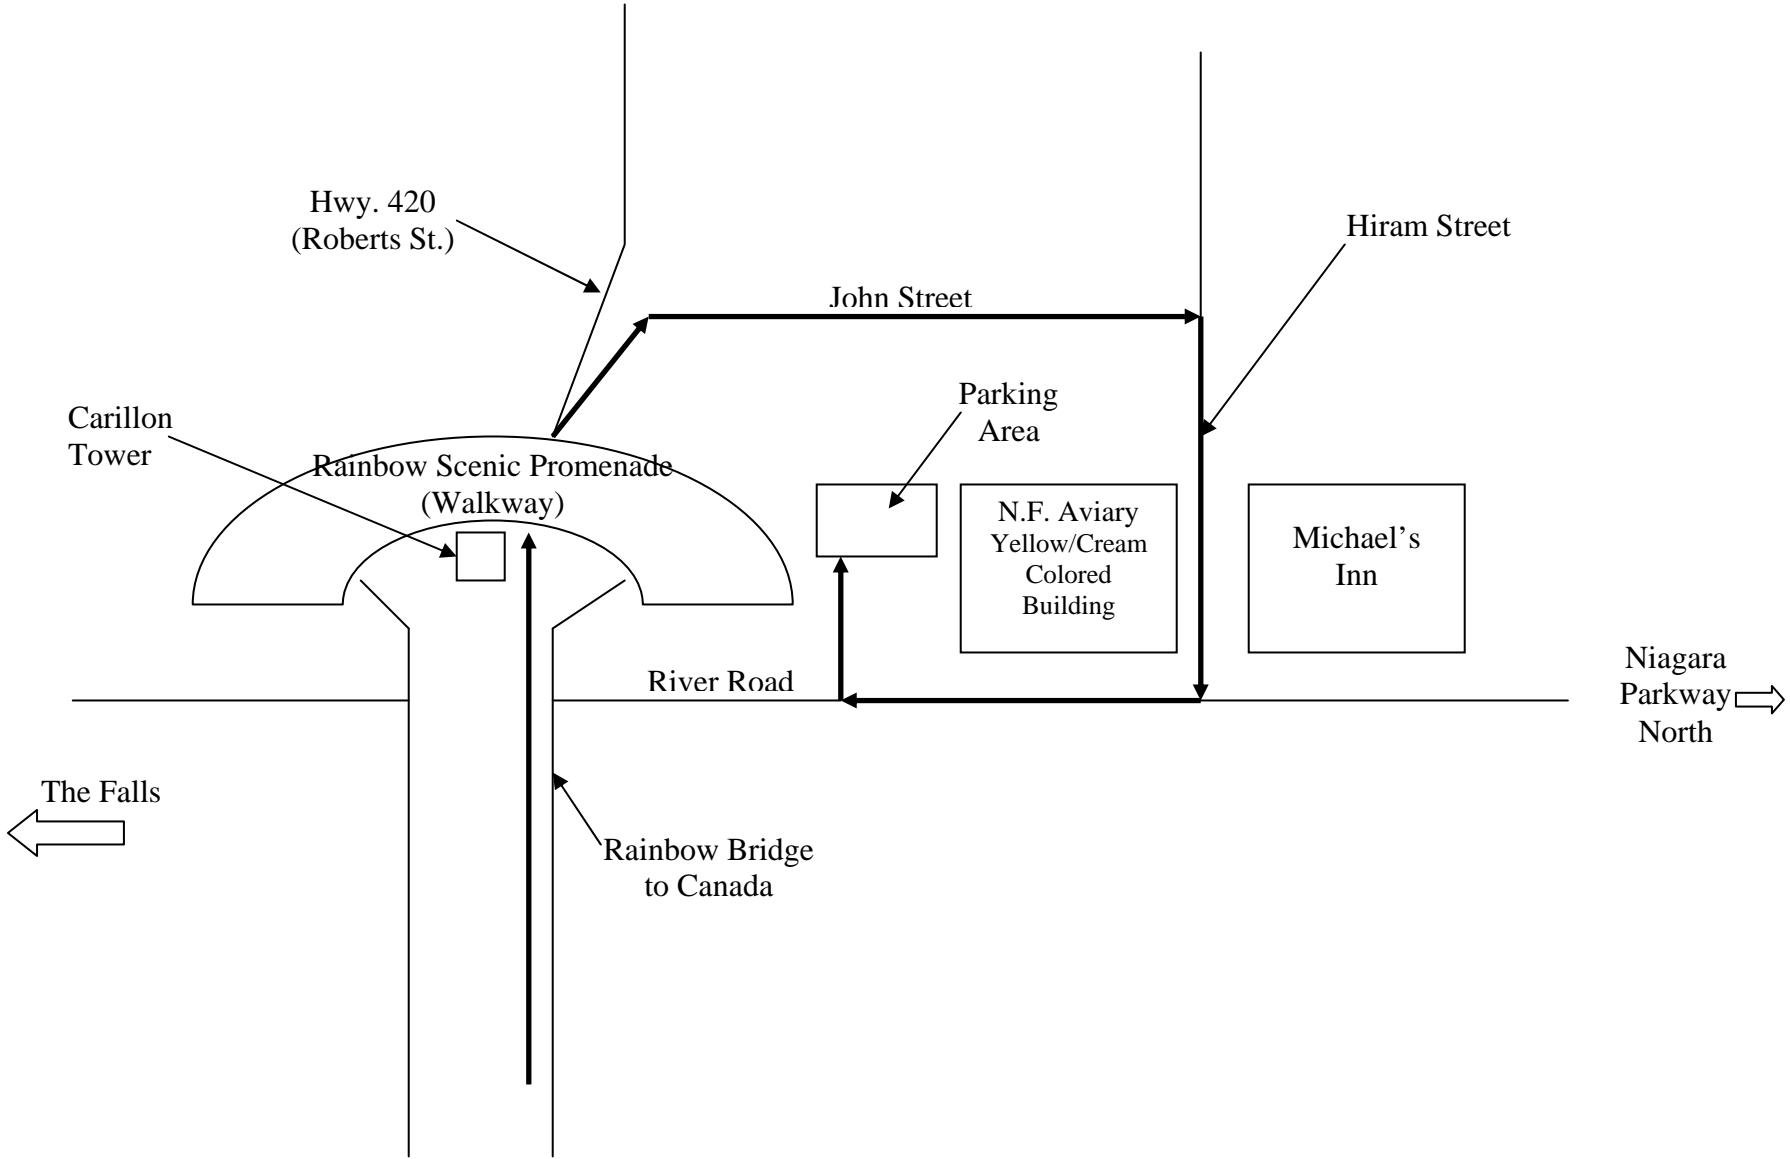 Hwy. 420
(Roberts St.)
Hiram Street
John Street
Parking
Area
Carillon
Tower
Rainbow Scenic Promenade
(Walkway)
N.F. Aviary
Yellow/Cream
Colored
Building
Michael's
Inn
River Road
Niagara
Parkway
North
The Falls
Rainbow Bridge
to Canada